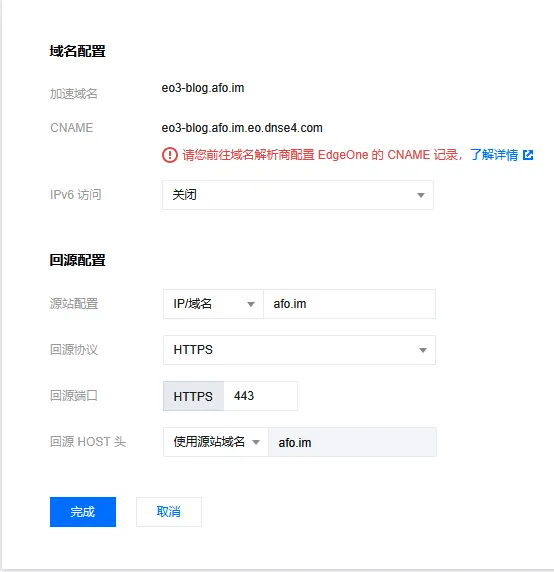 域名配置
加速域名 eo3-blog.afo.im
CNAME eo3-blog.afo.im.eo.dnse4.com
请您前往域名解析商配置 EdgeOne 的 CNAME 记录，了解详情
IPv6 访问 关闭
回源配置
源站配置 IP/域名 afo.im
回源协议 HTTPS
回源端口 HTTPS 443
回源 HOST 头 使用源站域名 afo.im
完成 取消